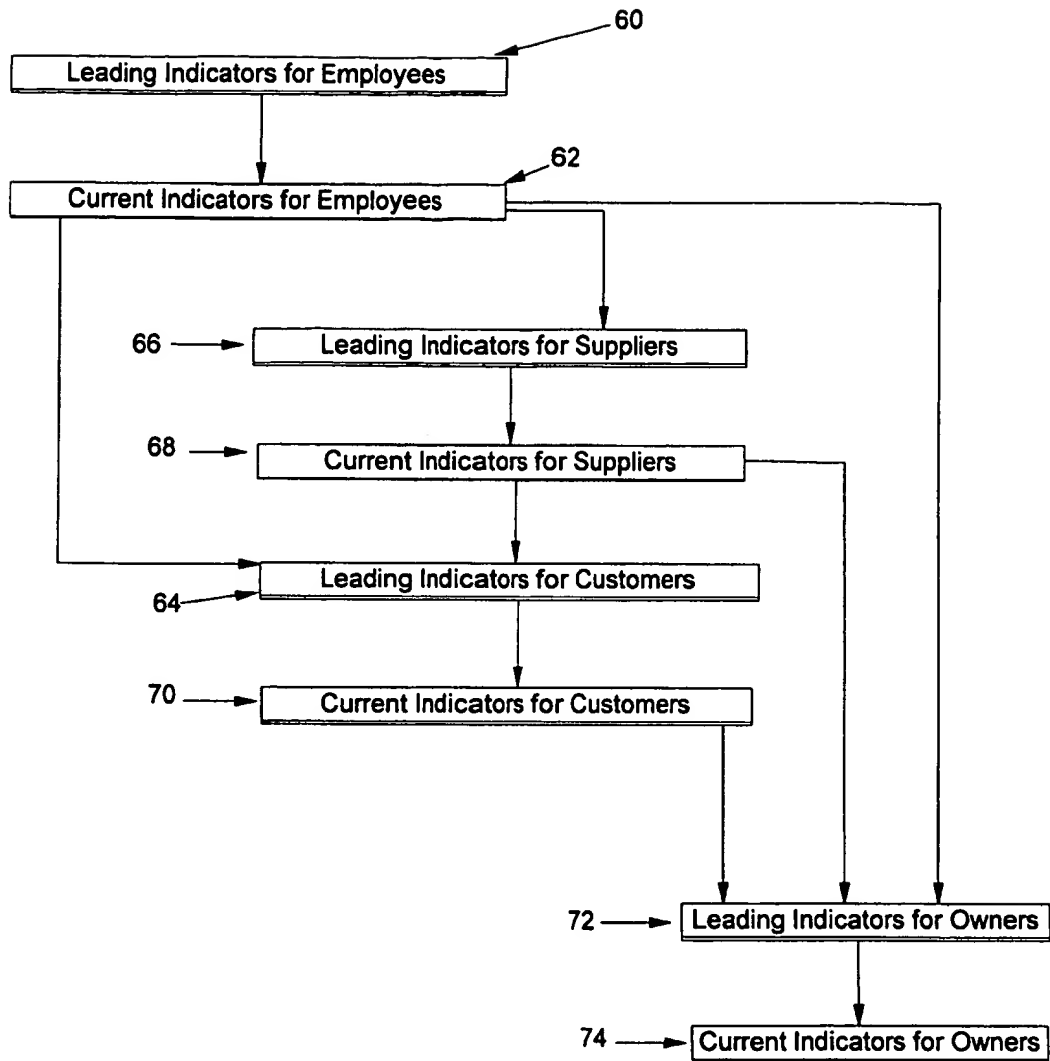 60
Leading Indicators for Employees
62
Current Indicators for Employees
66
Leading Indicators for Suppliers
68
Current Indicators for Suppliers
Leading Indicators for Customers
64
70
Current Indicators for Customers
72
Leading Indicators for Owners
74
Current Indicators for Owners